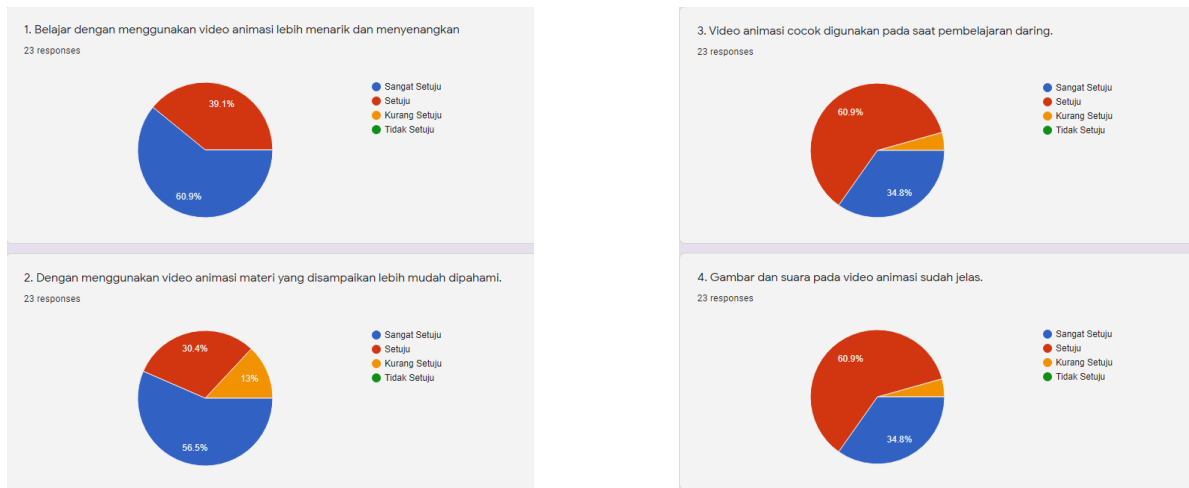 1. Belajar dengan menggunakan video animasi lebih menarik dan menyenangkan
23 responses
39.1%
60.9%
Sangat Setuju
Setuju
Kurang Setuju
Tidak Setuju
2. Dengan menggunakan video animasi materi yang disampaikan lebih mudah dipahami.
23 responses
30.4%
13%
56.5%
Sangat Setuju
Setuju
Kurang Setuju
Tidak Setuju
3. Video animasi cocok digunakan pada saat pembelajaran daring.
23 responses
60.9%
34.8%
Sangat Setuju
Setuju
Kurang Setuju
Tidak Setuju
4. Gambar dan suara pada video animasi sudah jelas.
23 responses
60.9%
34.8%
Sangat Setuju
Setuju
Kurang Setuju
Tidak Setuju